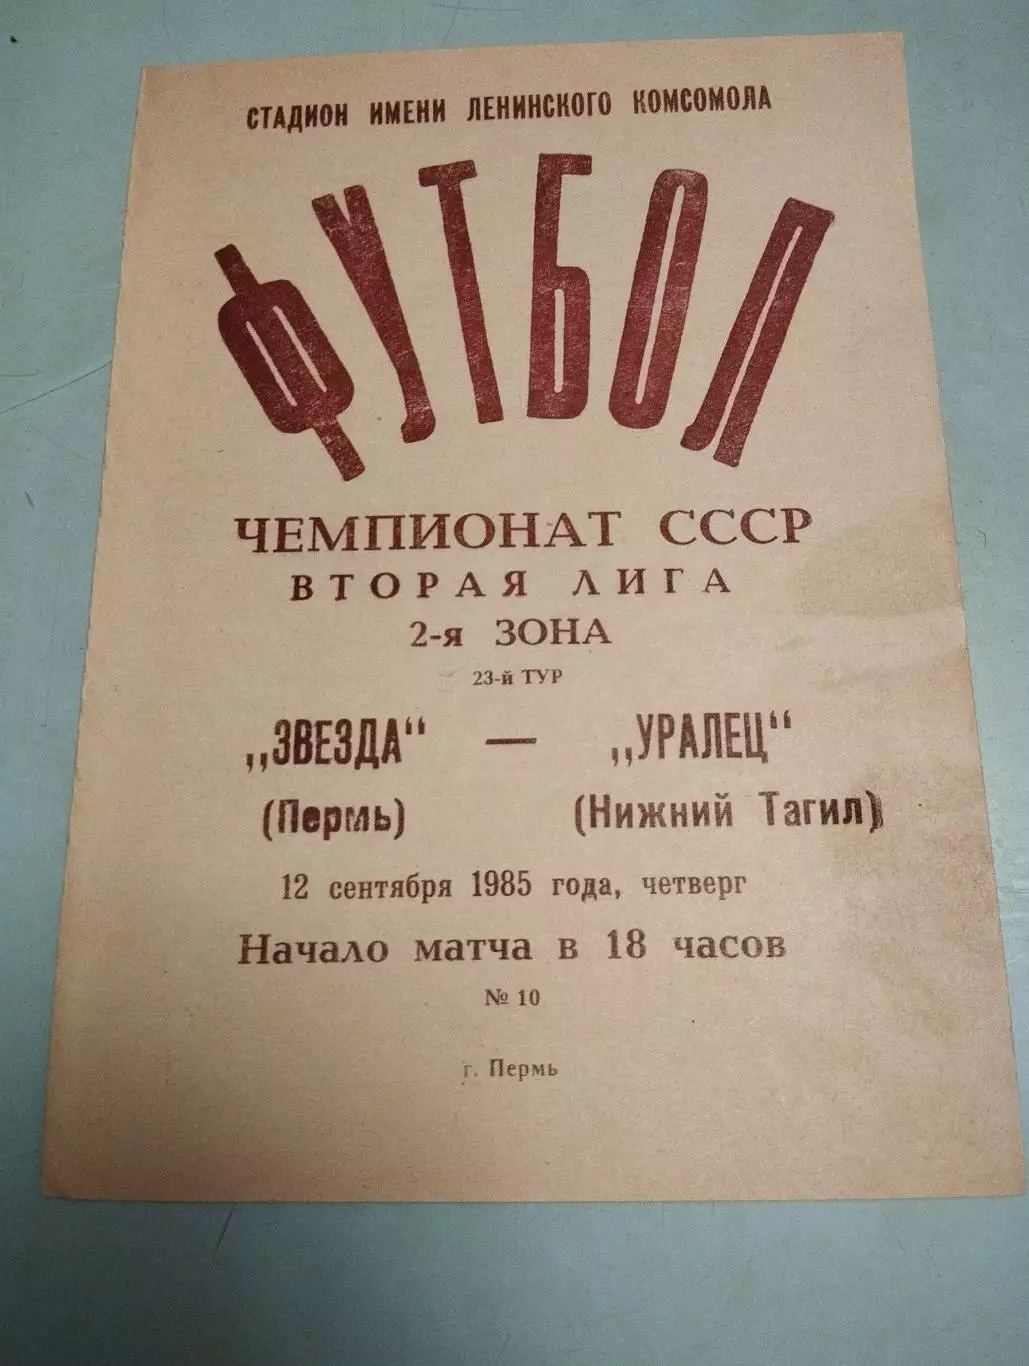 СТАДИОН ИМЕНИ ЛЕНИНСКОГО КОМСОМОЛА
ФУТБОЛ
ЧЕМПИОНАТ СССР
ВТОРАЯ ЛИГА
2-я ЗОНА
23-й ТУР
„ЗВЕЗДА“ — „УРАЛЕЦ“
(Пермь) (Нижний Тагил)
12 сентября 1985 года, четверг
Начало матча в 18 часов
№ 10
г. Пермь